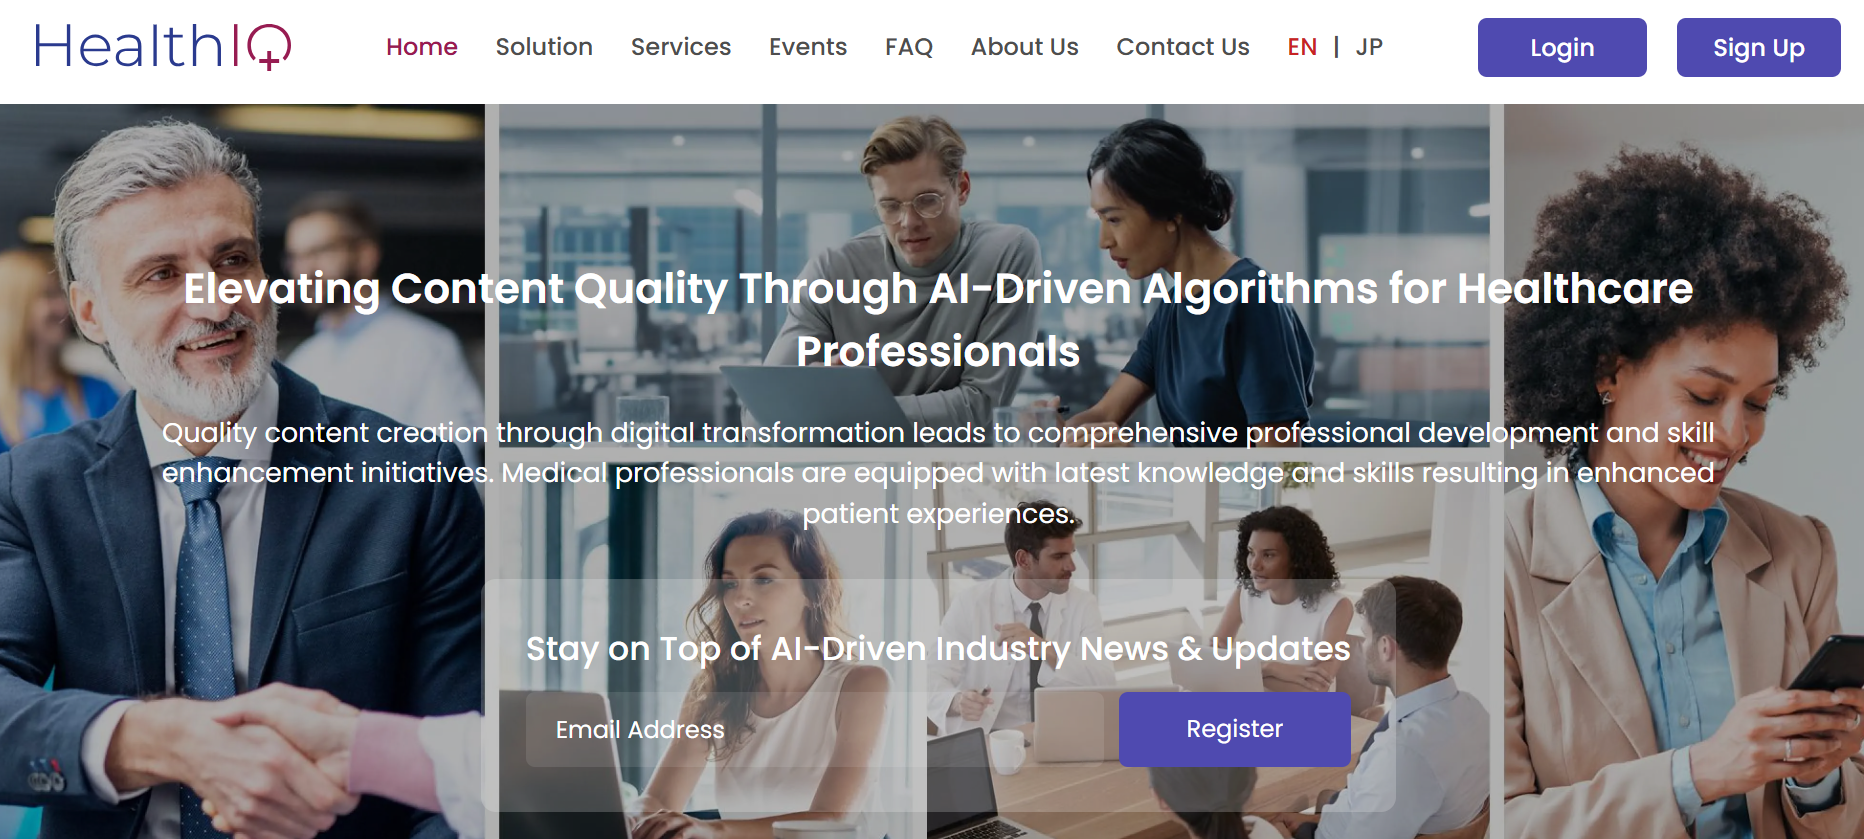 HealthIQ
Home Solution Services Events FAQ About Us Contact Us EN | JP Login Sign Up
Elevating Content Quality Through AI-Driven Algorithms for Healthcare
Professionals
Quality content creation through digital transformation leads to comprehensive professional development and skill
enhancement initiatives. Medical professionals are equipped with latest knowledge and skills resulting in enhanced
patient experiences.
Stay on Top of AI-Driven Industry News & Updates
Email Address
Register